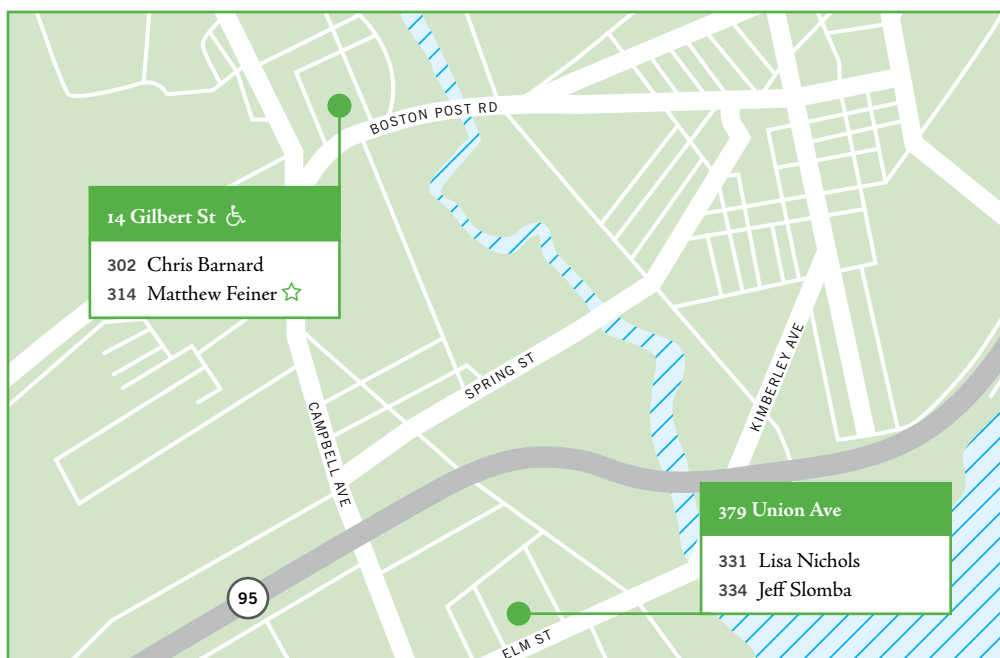 BOSTON POST RD
14 Gilbert St
302 Chris Barnard
314 Matthew Feiner
SPRING ST
KIMBERLEY AVE
CAMPBELL AVE
379 Union Ave
331 Lisa Nichols
334 Jeff Slomba
95
ELM ST